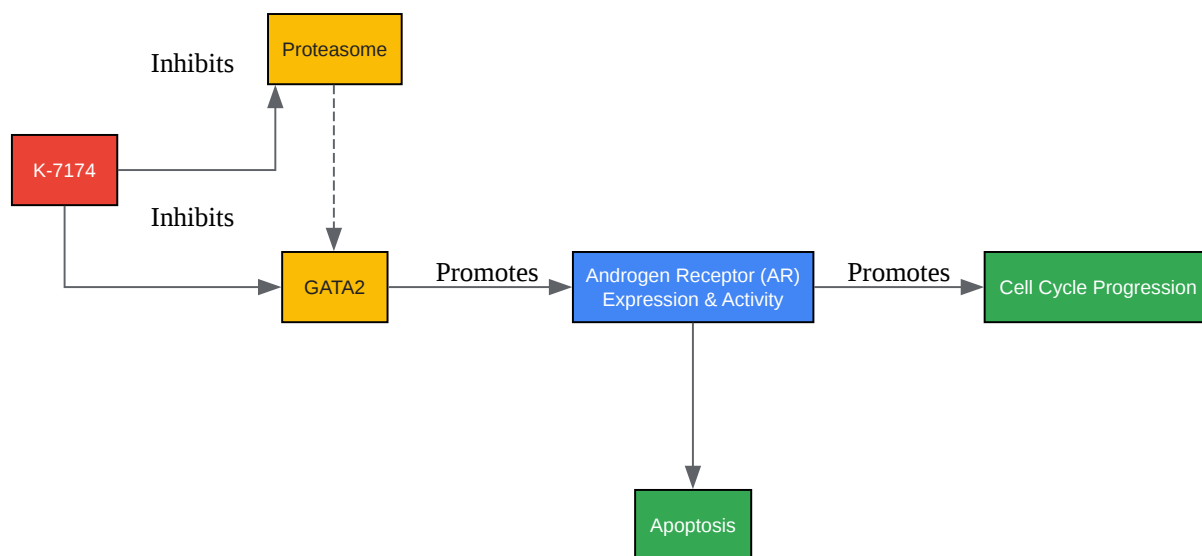 Proteasome
Inhibits
K-7174
Inhibits
GATA2
Promotes
Androgen Receptor (AR)
Expression & Activity
Promotes
Cell Cycle Progression
Apoptosis